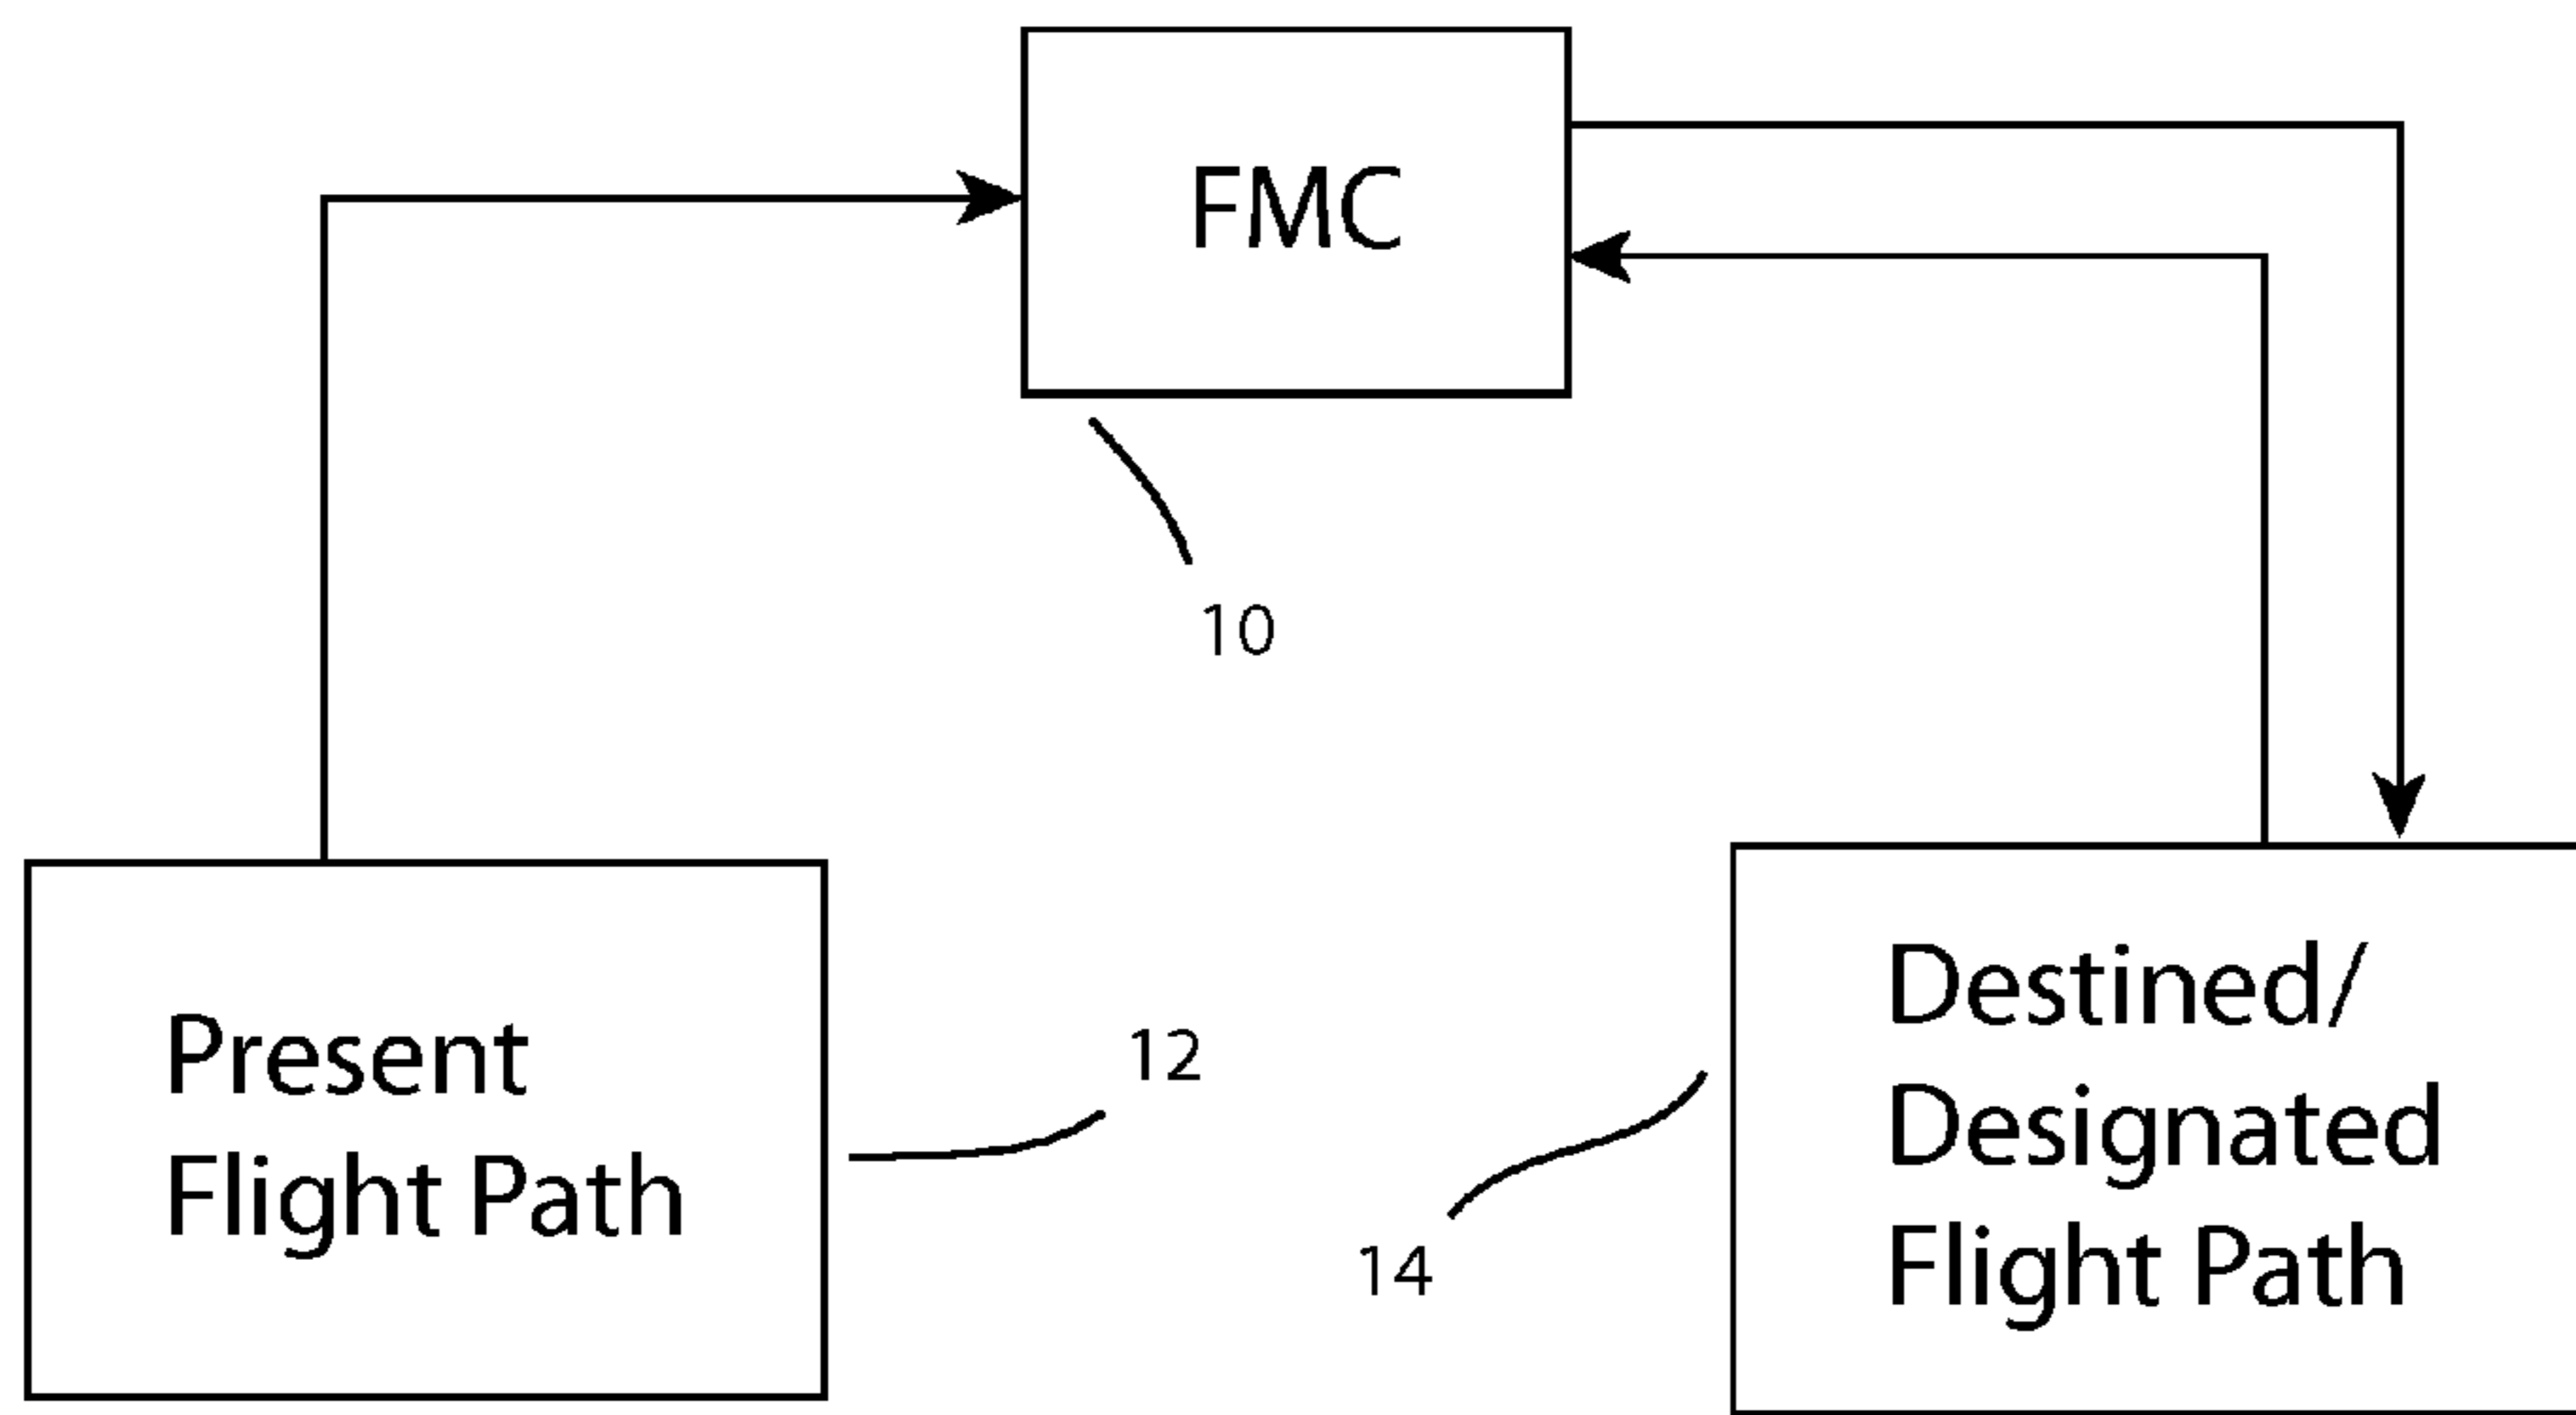 FMC
10
Present
Flight Path
12
14
Destined/
Designated
Flight Path